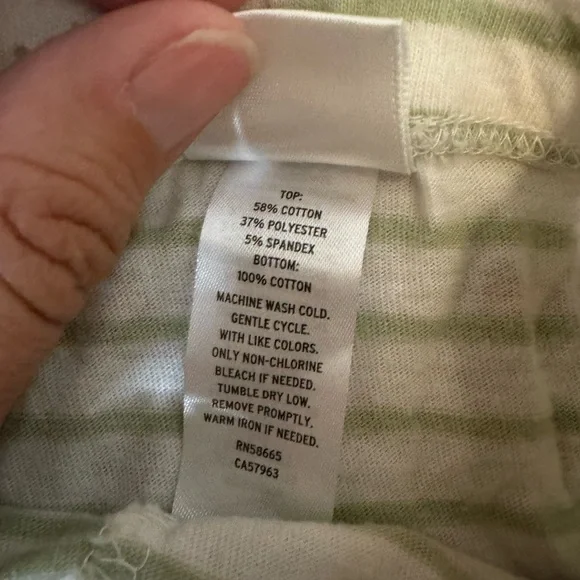 TOP:
58% COTTON
37% POLYESTER
5% SPANDEX
BOTTOM:
100% COTTON
MACHINE WASH COLD.
GENTLE CYCLE.
WITH LIKE COLORS.
ONLY NON-CHLORINE
BLEACH IF NEEDED.
TUMBLE DRY LOW.
REMOVE PROMPTLY.
WARM IRON IF NEEDED.
RN58665
CA57963